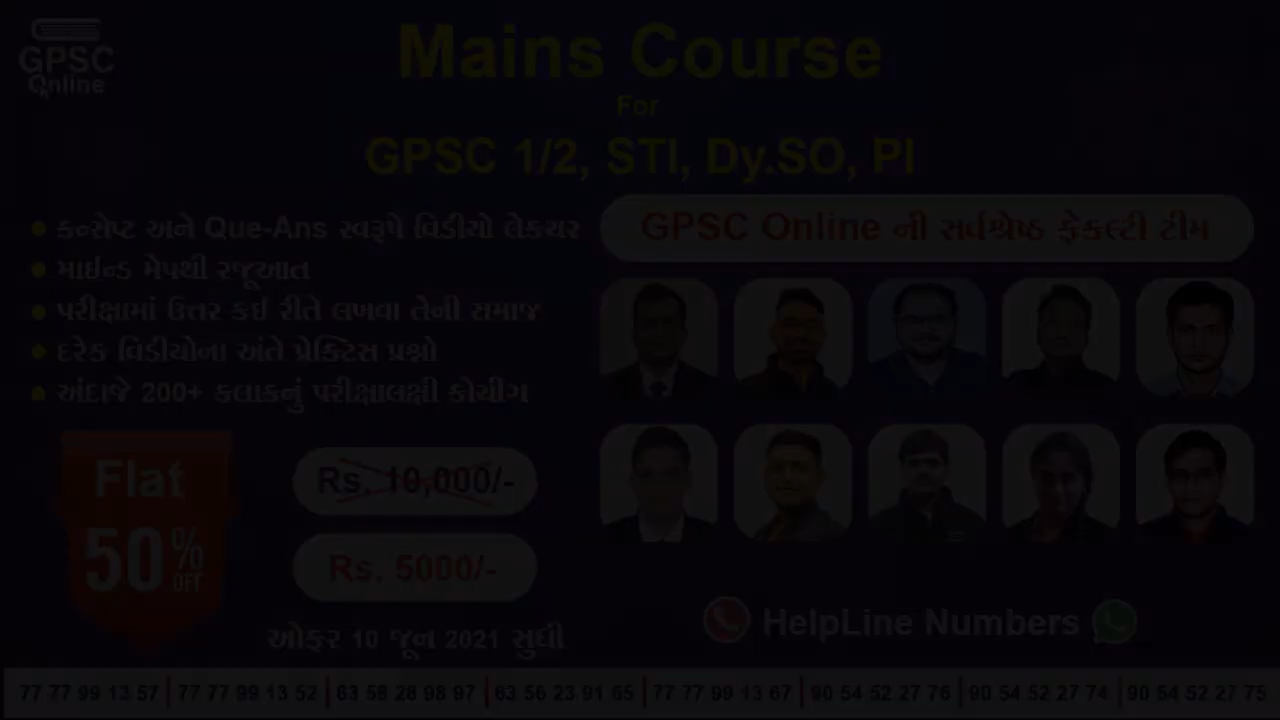 GPSC
Online
Mains Course
For
GPSC 1/2, STI, Dy.SO, PI
કન્સેપ્ટ અને Que-Ans સ્વરૂપે વિડીયો લેકચર
માઈન્ડ મેપથી રજૂઆત
પરીક્ષામાં ઉત્તર કઈ રીતે લખવા તેની સમાજ
દરેક વિડીયોના અંતે પ્રેક્ટિસ પ્રશ્નો
અંદાજે 200+ કલાકનું પરીક્ષાલક્ષી કોચીંગ
GPSC Online ની સર્વશ્રેષ્ઠ ફેકલ્ટી ટીમ
Flat
50% OFF
Rs. 10,000/-
Rs. 5000/-
ઓફર 10 જૂન 2021 સુધી
HelpLine Numbers
77 77 99 13 57 | 77 77 99 13 52 | 63 56 28 98 97 | 63 56 23 91 65 | 77 77 99 13 67 | 90 54 52 27 76 | 90 54 52 27 74 | 90 54 52 27 75